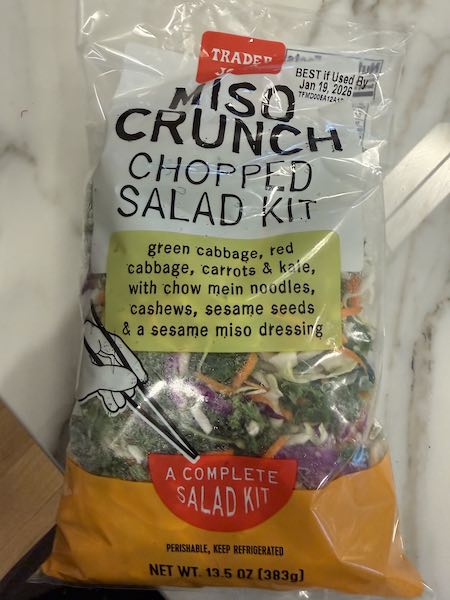 TRADER
BEST if Used By
Jan 19, 2026
MISO
CRUNCH
CHOPPED
SALAD KIT
green cabbage, red
cabbage, carrots & kale,
with chow mein noodles,
cashews, sesame seeds
& a sesame miso dressing
A COMPLETE
SALAD KIT
PERISHABLE, KEEP REFRIGERATED
NET WT. 13.5 OZ (383g)